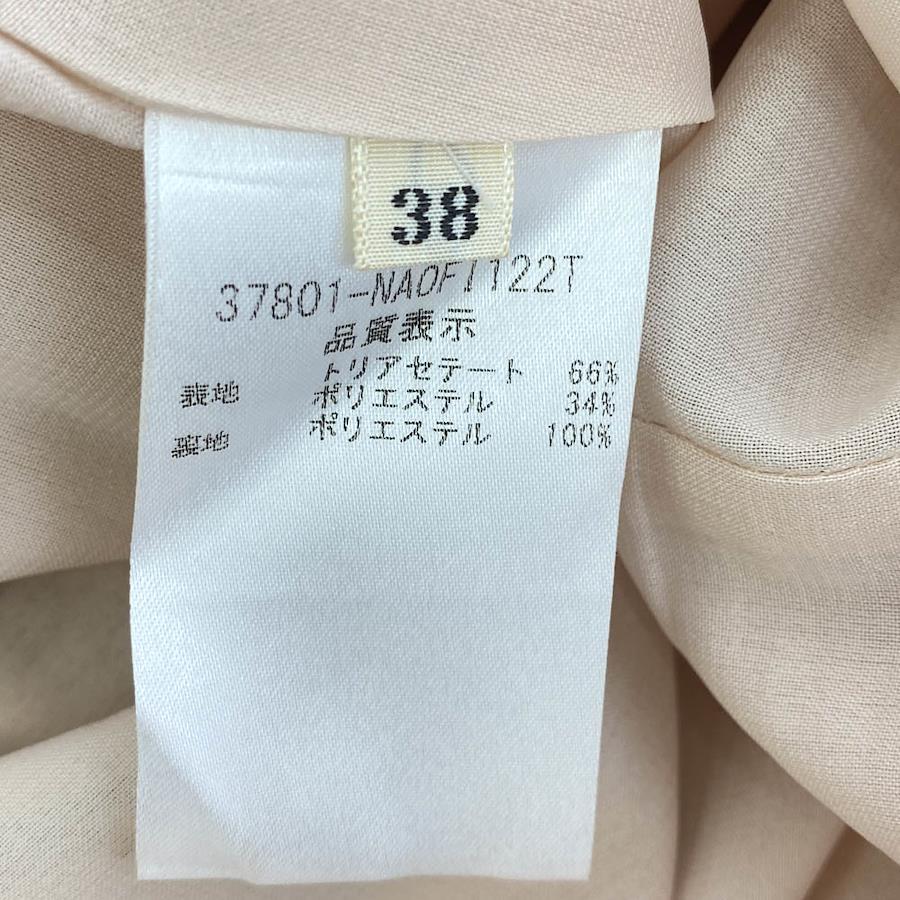 38
37801-NA0F1122T
品質表示
トリアセテート 66%
表地 ポリエステル 34%
裏地 ポリエステル 100%